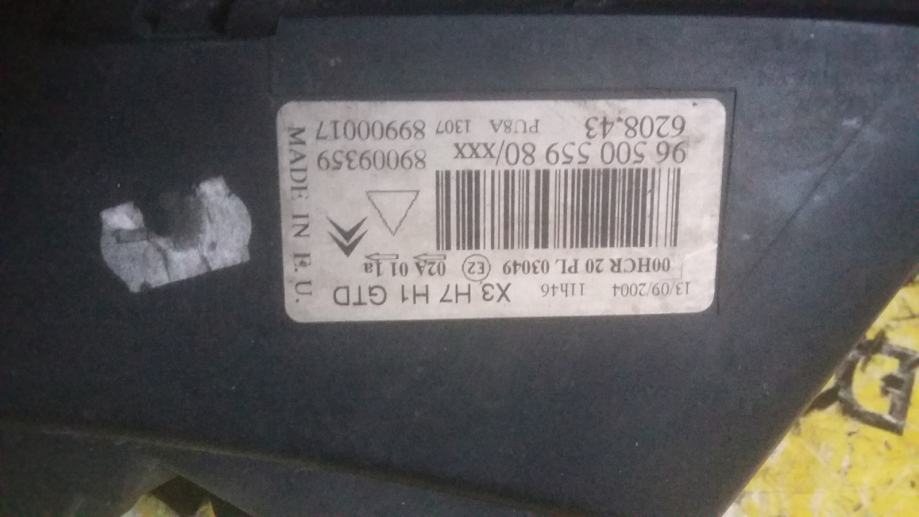 13/09/2004 11h46 X3 H7 H1 GTD
00HCR 20 PL 03049 E2 02A 01 1a
96 500 559 80/xxx 89009359
6208.43 PU8A 1307 89900017
MADE IN E.U.